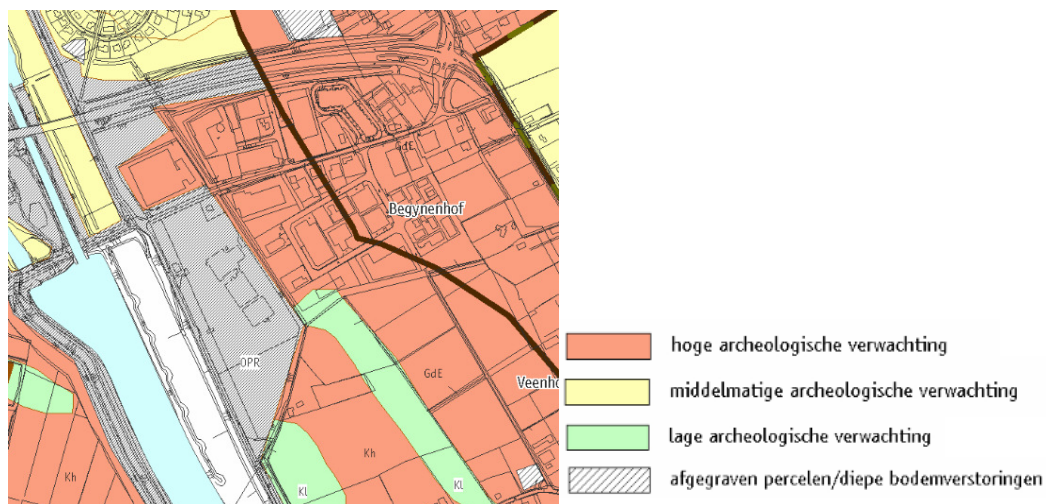 GdE
Begynenhof
OPR
GdE
Veenho
Kh
Kh
Kl
Kl
hoge archeologische verwachting
middelmatige archeologische verwachting
lage archeologische verwachting
afgegraven percelen/diepe bodemverstoringen